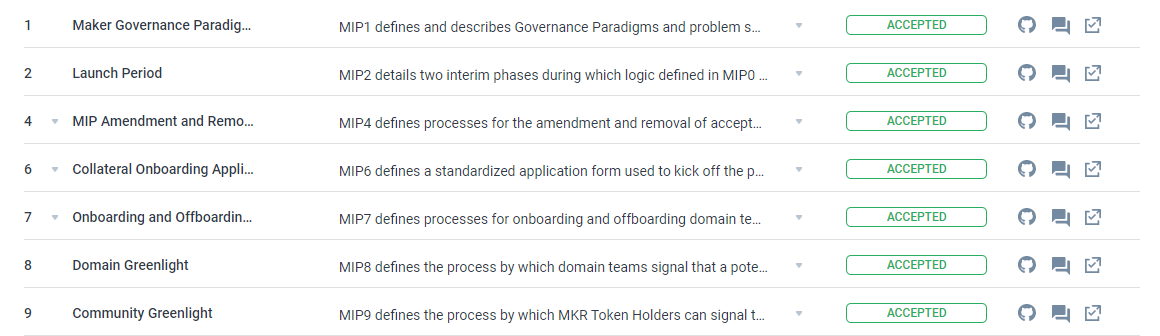 1 Maker Governance Paradig... MIP1 defines and describes Governance Paradigms and problem s... ACCEPTED
2 Launch Period MIP2 details two interim phases during which logic defined in MIP0 ... ACCEPTED
4 MIP Amendment and Remo... MIP4 defines processes for the amendment and removal of accept... ACCEPTED
6 Collateral Onboarding Appli... MIP6 defines a standardized application form used to kick off the p... ACCEPTED
7 Onboarding and Offboardin... MIP7 defines processes for onboarding and offboarding domain te... ACCEPTED
8 Domain Greenlight MIP8 defines the process by which domain teams signal that a pote... ACCEPTED
9 Community Greenlight MIP9 defines the process by which MKR Token Holders can signal t... ACCEPTED